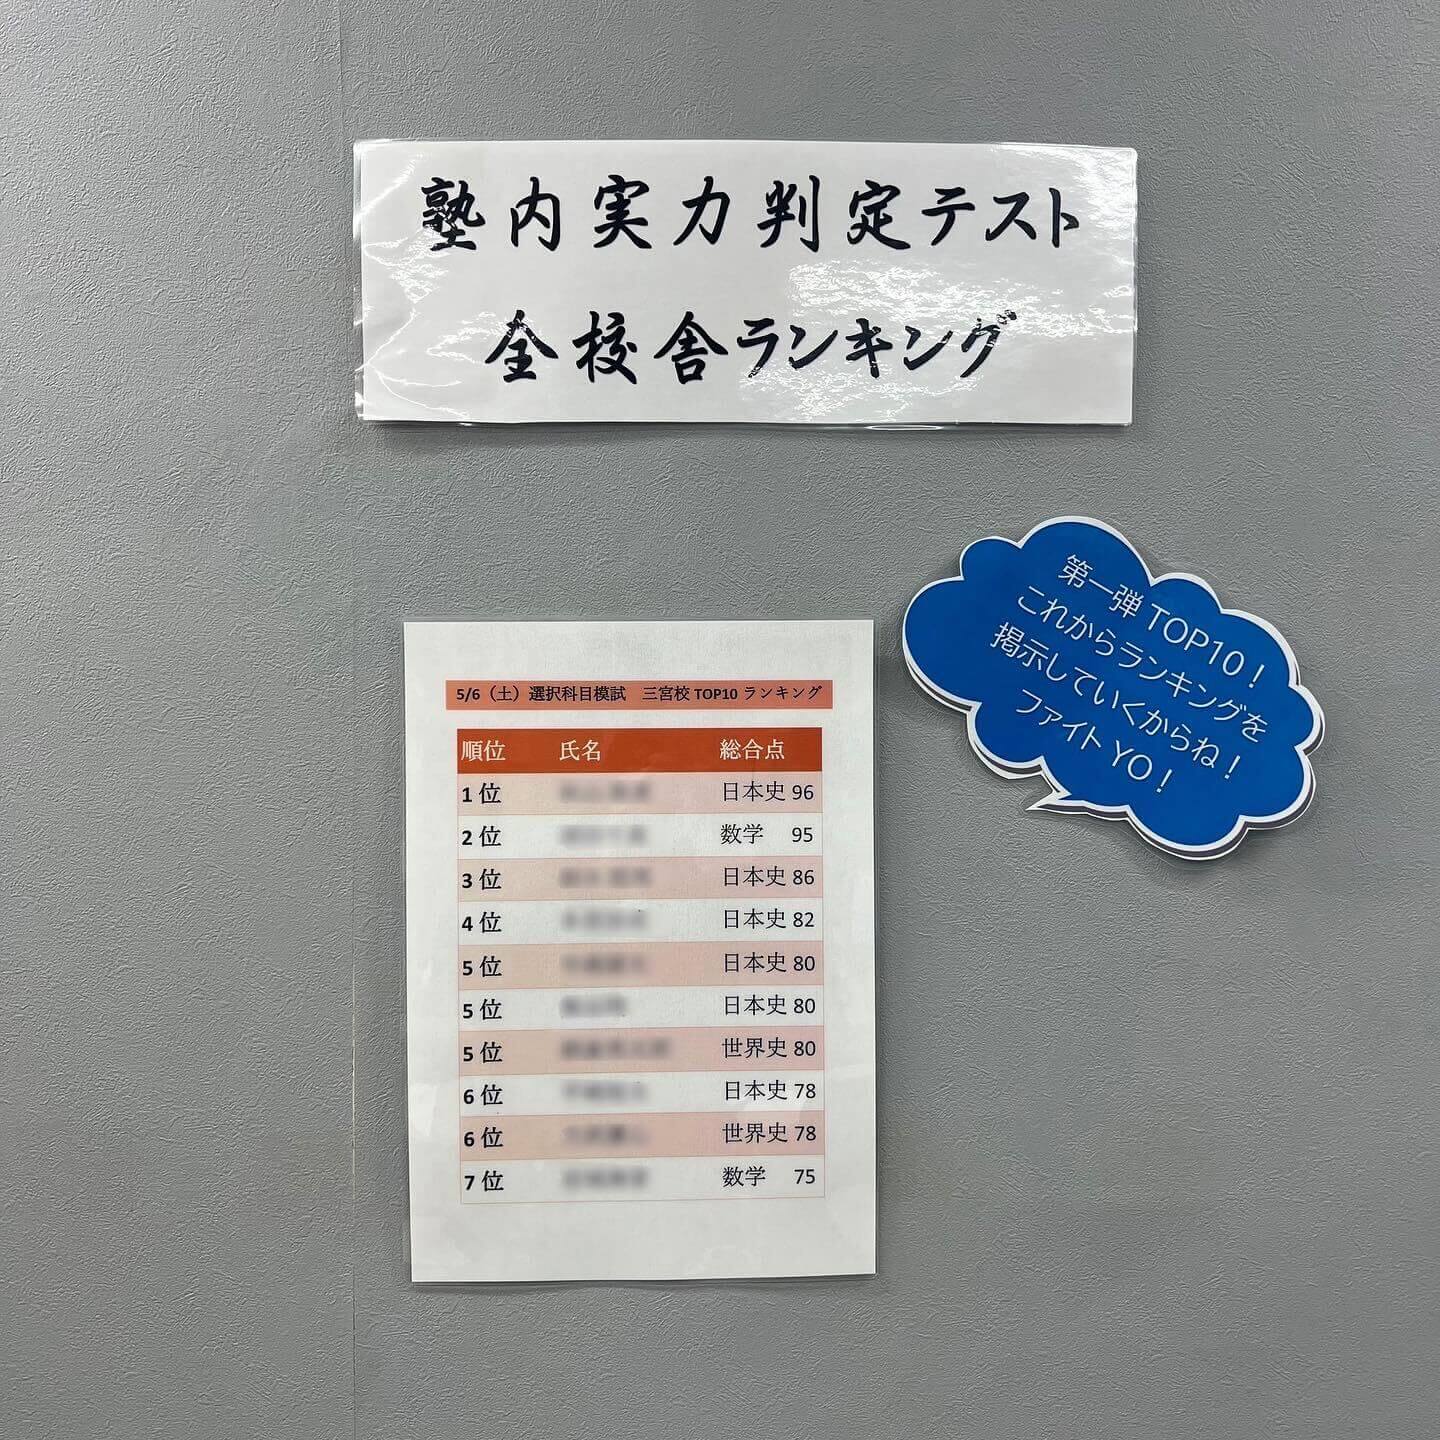 塾内実力判定テスト
全校舎ランキング
第一弾 TOP10！
これからランキングを
掲示していくからね！
ファイト YO！
5/6（土）選択科目模試　三宮校 TOP10 ランキング
順位 氏名 総合点
1 位 日本史 96
2 位 数学 95
3 位 日本史 86
4 位 日本史 82
5 位 日本史 80
5 位 日本史 80
5 位 世界史 80
6 位 日本史 78
6 位 世界史 78
7 位 数学 75